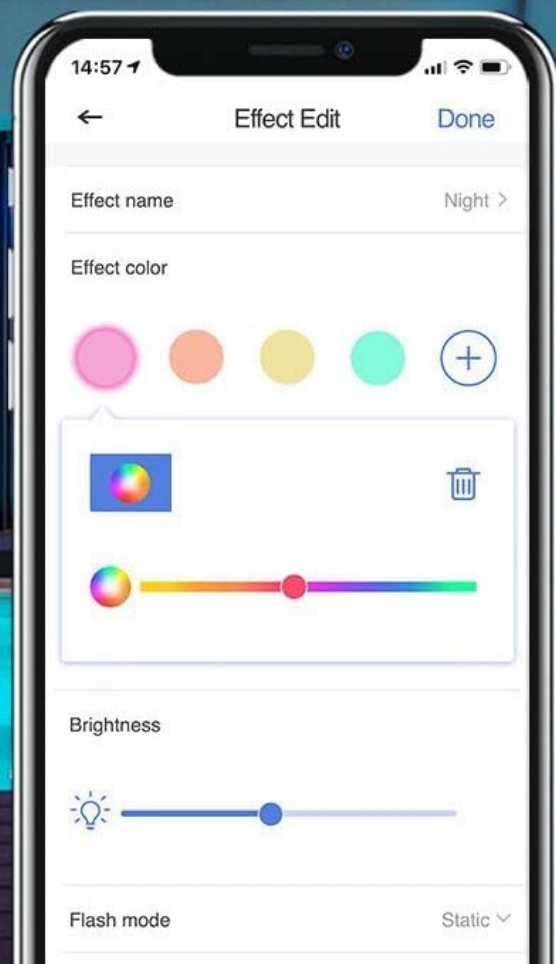 14:57
Effect Edit
Done
Effect name
Night
Effect color
Brightness
Flash mode
Static